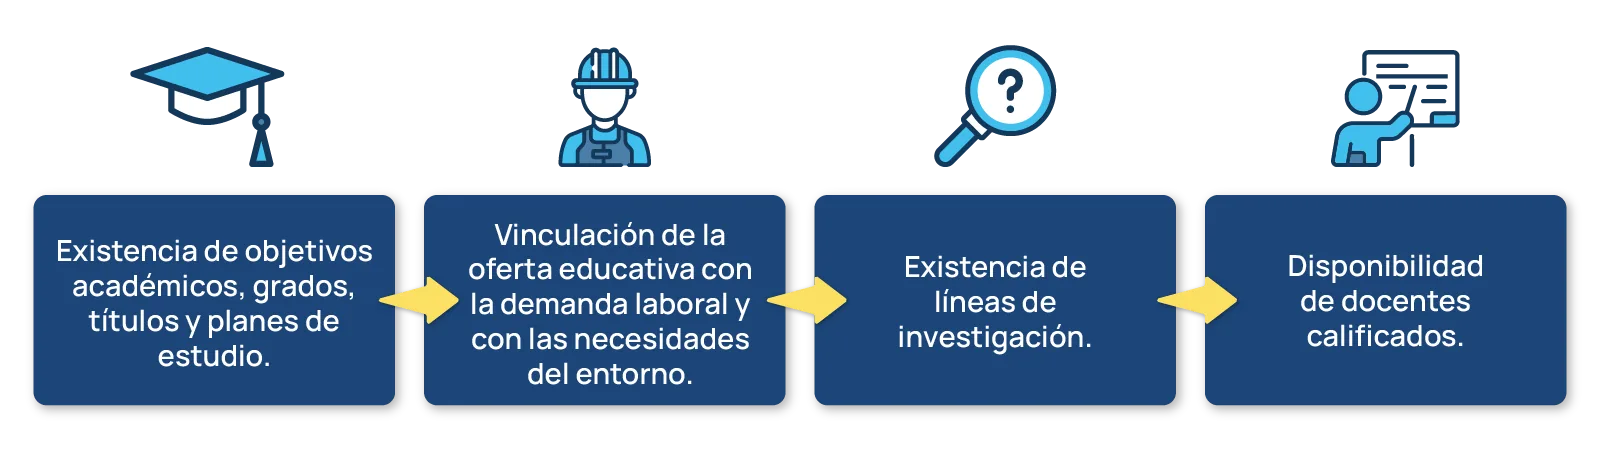 Existencia de objetivos
académicos, grados,
títulos y planes de
estudio.
Vinculación de la
oferta educativa con
la demanda laboral y
con las necesidades
del entorno.
?
Existencia de
líneas de
investigación.
Disponibilidad
de docentes
calificados.